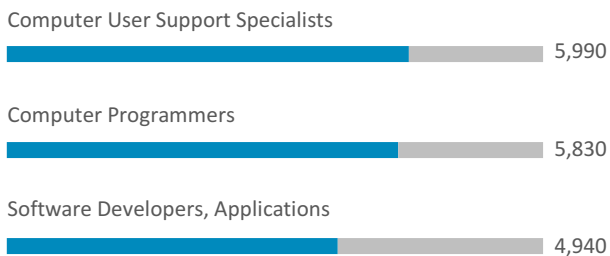 Computer User Support Specialists
5,990
Computer Programmers
5,830
Software Developers, Applications
4,940